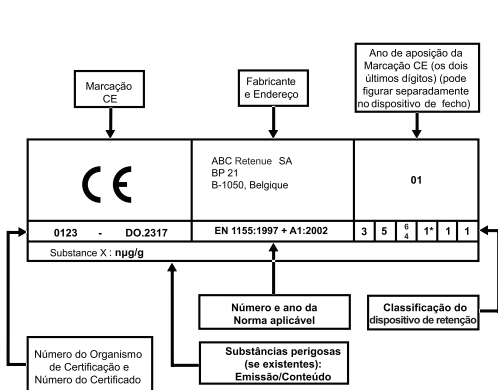 Ano de aposição da
Marcação CE (os dois
últimos dígitos) (pode
figurar separadamente
no dispositivo de fecho)
Marcação
CE
Fabricante
e Endereço
CE
ABC Retenue SA
BP 21
B-1050, Belgique
01
0123 - DO.2317
EN 1155:1997 + A1:2002
3 5 6 1* 1 1
4
Substance X : nµg/g
Número e ano da
Norma aplicável
Classificação do
dispositivo de retenção
Número do Organismo
de Certificação e
Número do Certificado
Substâncias perigosas
(se existentes):
Emissão/Conteúdo